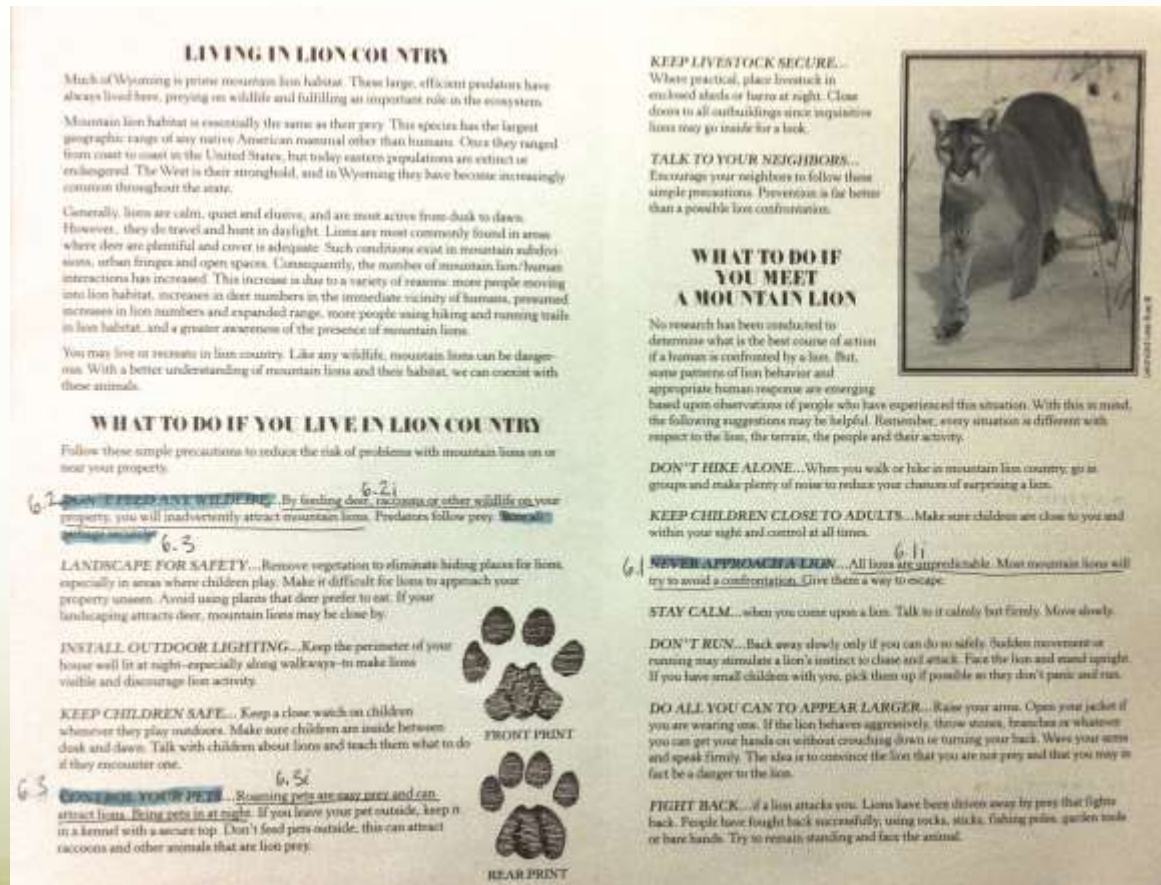 LIVING IN LION COUNTRY
Much of Wyoming is prime mountain lion habitat. These large, efficient predators have
always lived here, preying on wildlife and fulfilling an important role in the ecosystem.
Mountain lion habitat is essentially the same as their prey. This species has the largest
geographic range of any native American mammal other than humans. Once they ranged
from coast to coast in the United States, but today eastern populations are extinct or
endangered. The West is their stronghold, and in Wyoming they have become increasingly
common throughout the state.
Generally, lions are calm, quiet and elusive, and are most active from dusk to dawn.
However, they do travel and hunt in daylight. Lions are most commonly found in areas
where deer are plentiful and cover is adequate. Such conditions exist in mountain subdivi-
sions, urban fringes and open spaces. Consequently, the number of mountain lion/human
interactions has increased. This increase is due to a variety of reasons: more people moving
into lion habitat, increases in deer numbers in the immediate vicinity of humans, presumed
increases in lion numbers and expanded range, more people using hiking and running trails
in lion habitat, and a greater awareness of the presence of mountain lions.
You may live or recreate in lion country. Like any wildlife, mountain lions can be danger-
ous. With a better understanding of mountain lions and their habitat, we can coexist with
these animals.
WHAT TO DO IF YOU LIVE IN LION COUNTRY
Follow these simple precautions to reduce the risk of problems with mountain lions on or
near your property.
6.2i
6.2 DON'T FEED ANY WILDLIFE...By feeding deer, raccoons or other wildlife on your
property, you will inadvertently attract mountain lions. Predators follow prey.
6.3
LANDSCAPE FOR SAFETY...Remove vegetation to eliminate hiding places for lions,
especially in areas where children play. Make it difficult for lions to approach your
property unseen. Avoid using plants that deer prefer to eat. If your
landscaping attracts deer, mountain lions may be close by.
INSTALL OUTDOOR LIGHTING...Keep the perimeter of your
house well lit at night–especially along walkways–to make lions
visible and discourage lion activity.
KEEP CHILDREN SAFE... Keep a close watch on children
whenever they play outdoors. Make sure children are inside between
dusk and dawn. Talk with children about lions and teach them what to do
if they encounter one.
6.3i
6.3 CONTROL YOUR PETS...Roaming pets are easy prey and can
attract lions. Bring pets in at night. If you leave your pet outside, keep it
in a kennel with a secure top. Don't feed pets outside, this can attract
raccoons and other animals that are lion prey.
FRONT PRINT
REAR PRINT
KEEP LIVESTOCK SECURE...
Where practical, place livestock in
enclosed sheds or barns at night. Close
doors to all outbuildings since inquisitive
lions may go inside for a look.
TALK TO YOUR NEIGHBORS...
Encourage your neighbors to follow these
simple precautions. Prevention is far better
than a possible lion confrontation.
WHAT TO DO IF
YOU MEET
A MOUNTAIN LION
No research has been conducted to
determine what is the best course of action
if a human is confronted by a lion. But,
some patterns of lion behavior and
appropriate human response are emerging
based upon observations of people who have experienced this situation. With this in mind,
the following suggestions may be helpful. Remember, every situation is different with
respect to the lion, the terrain, the people and their activity.
DON'T HIKE ALONE...When you walk or hike in mountain lion country, go in
groups and make plenty of noise to reduce your chances of surprising a lion.
KEEP CHILDREN CLOSE TO ADULTS...Make sure children are close to you and
within your sight and control at all times.
6.1i
6.1 NEVER APPROACH A LION...All lions are unpredictable. Most mountain lions will
try to avoid a confrontation. Give them a way to escape.
STAY CALM...when you come upon a lion. Talk to it calmly but firmly. Move slowly.
DON'T RUN...Back away slowly only if you can do so safely. Sudden movement or
running may stimulate a lion's instinct to chase and attack. Face the lion and stand upright.
If you have small children with you, pick them up if possible so they don't panic and run.
DO ALL YOU CAN TO APPEAR LARGER...Raise your arms. Open your jacket if
you are wearing one. If the lion behaves aggressively, throw stones, branches or whatever
you can get your hands on without crouching down or turning your back. Wave your arms
and speak firmly. The idea is to convince the lion that you are not prey and that you may in
fact be a danger to the lion.
FIGHT BACK...if a lion attacks you. Lions have been driven away by prey that fights
back. People have fought back successfully, using rocks, sticks, fishing poles, garden tools
or bare hands. Try to remain standing and face the animal.